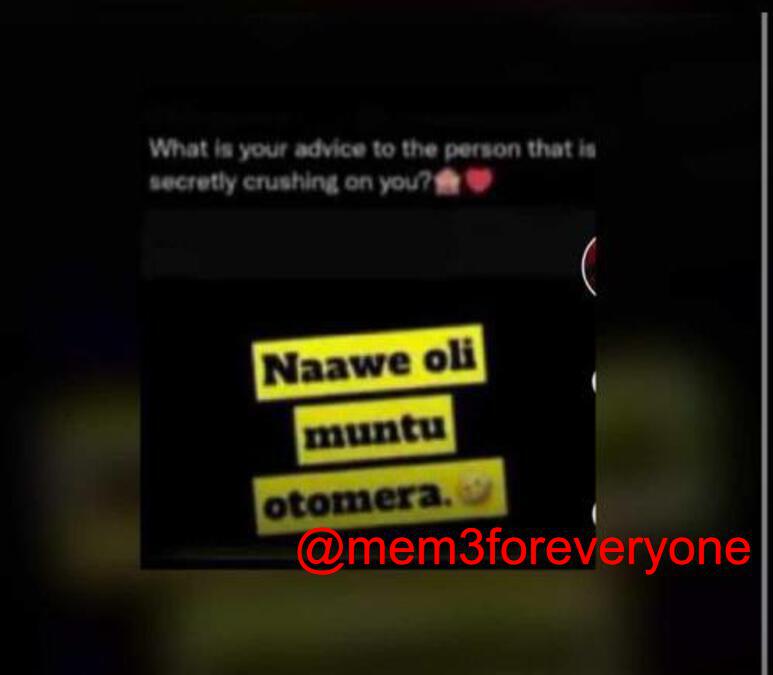 What is your advice to the person that is
secretly crushing on you?🙈❤️
Naawe oli
muntu
otomera.🤣
@mem3foreveryone